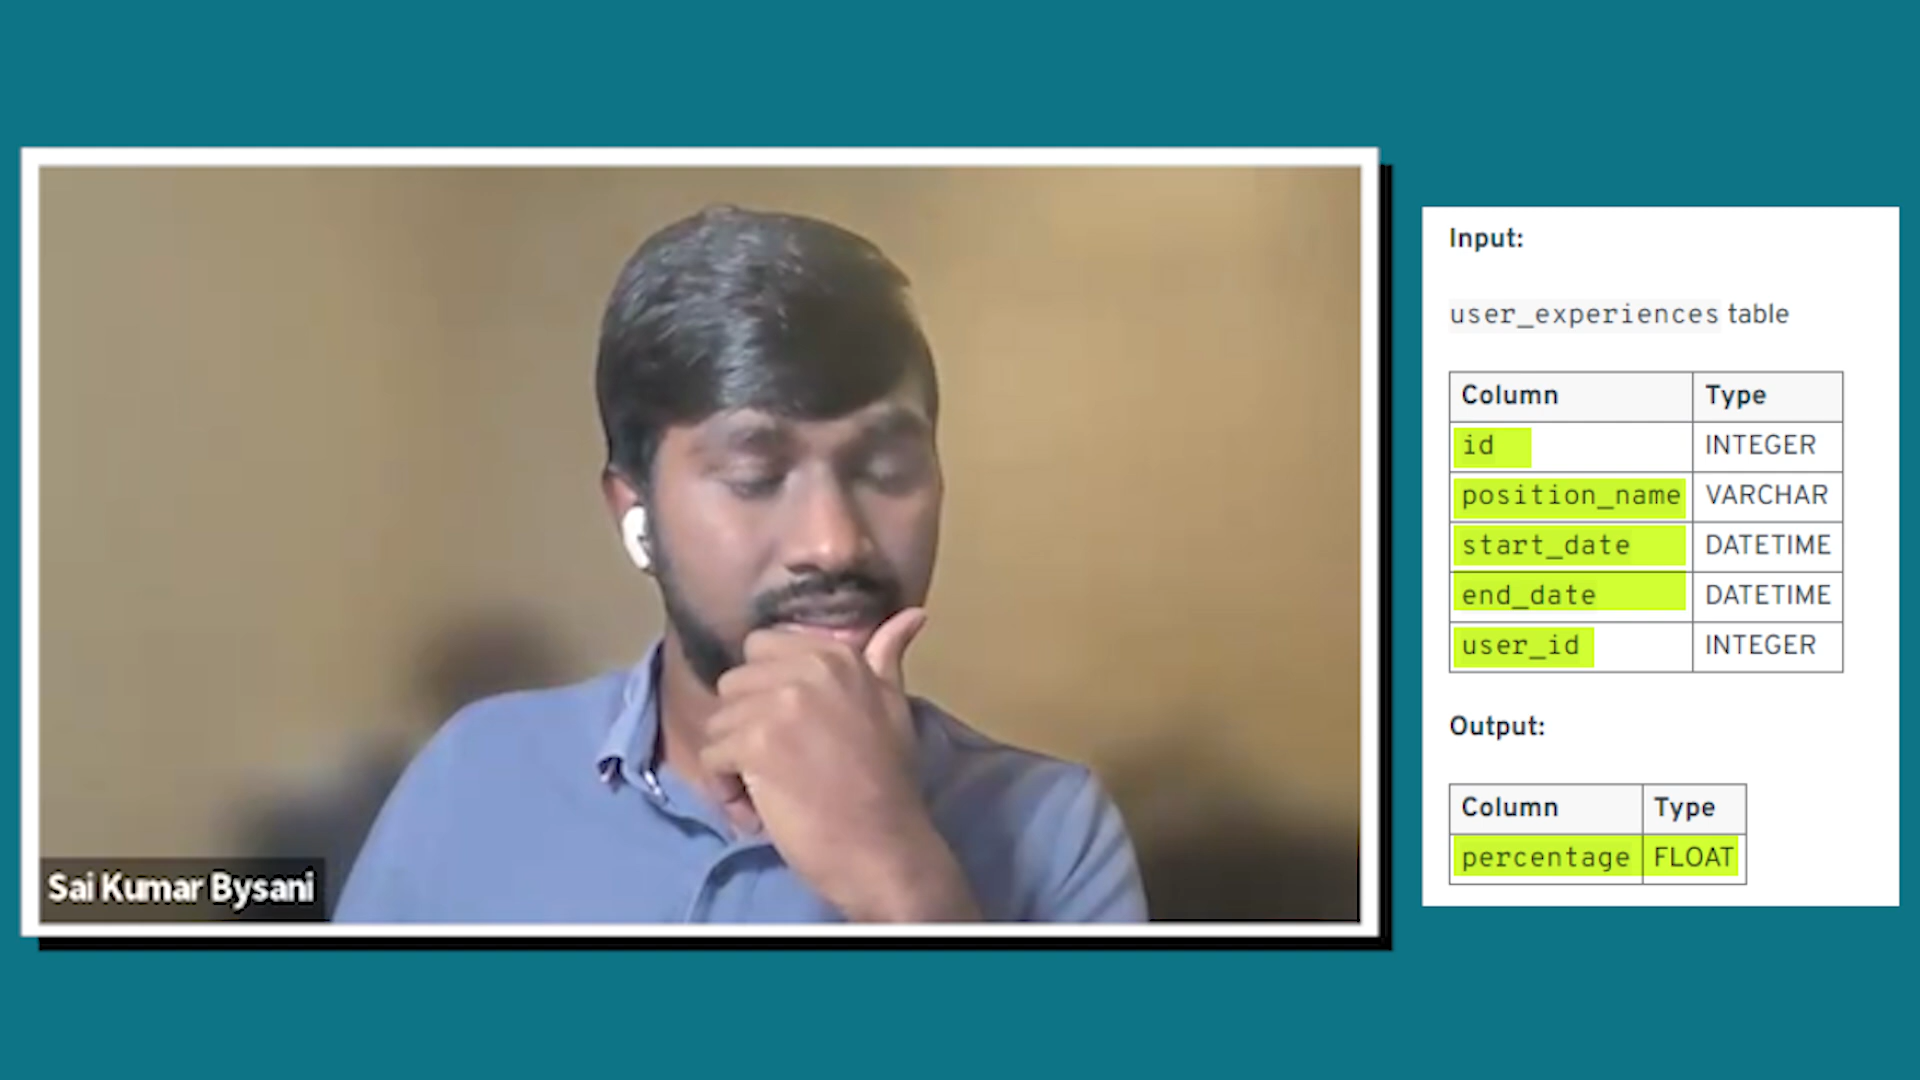 Sai Kumar Bysani
Input:
user_experiences table
Column Type
id INTEGER
position_name VARCHAR
start_date DATETIME
end_date DATETIME
user_id INTEGER
Output:
Column Type
percentage FLOAT